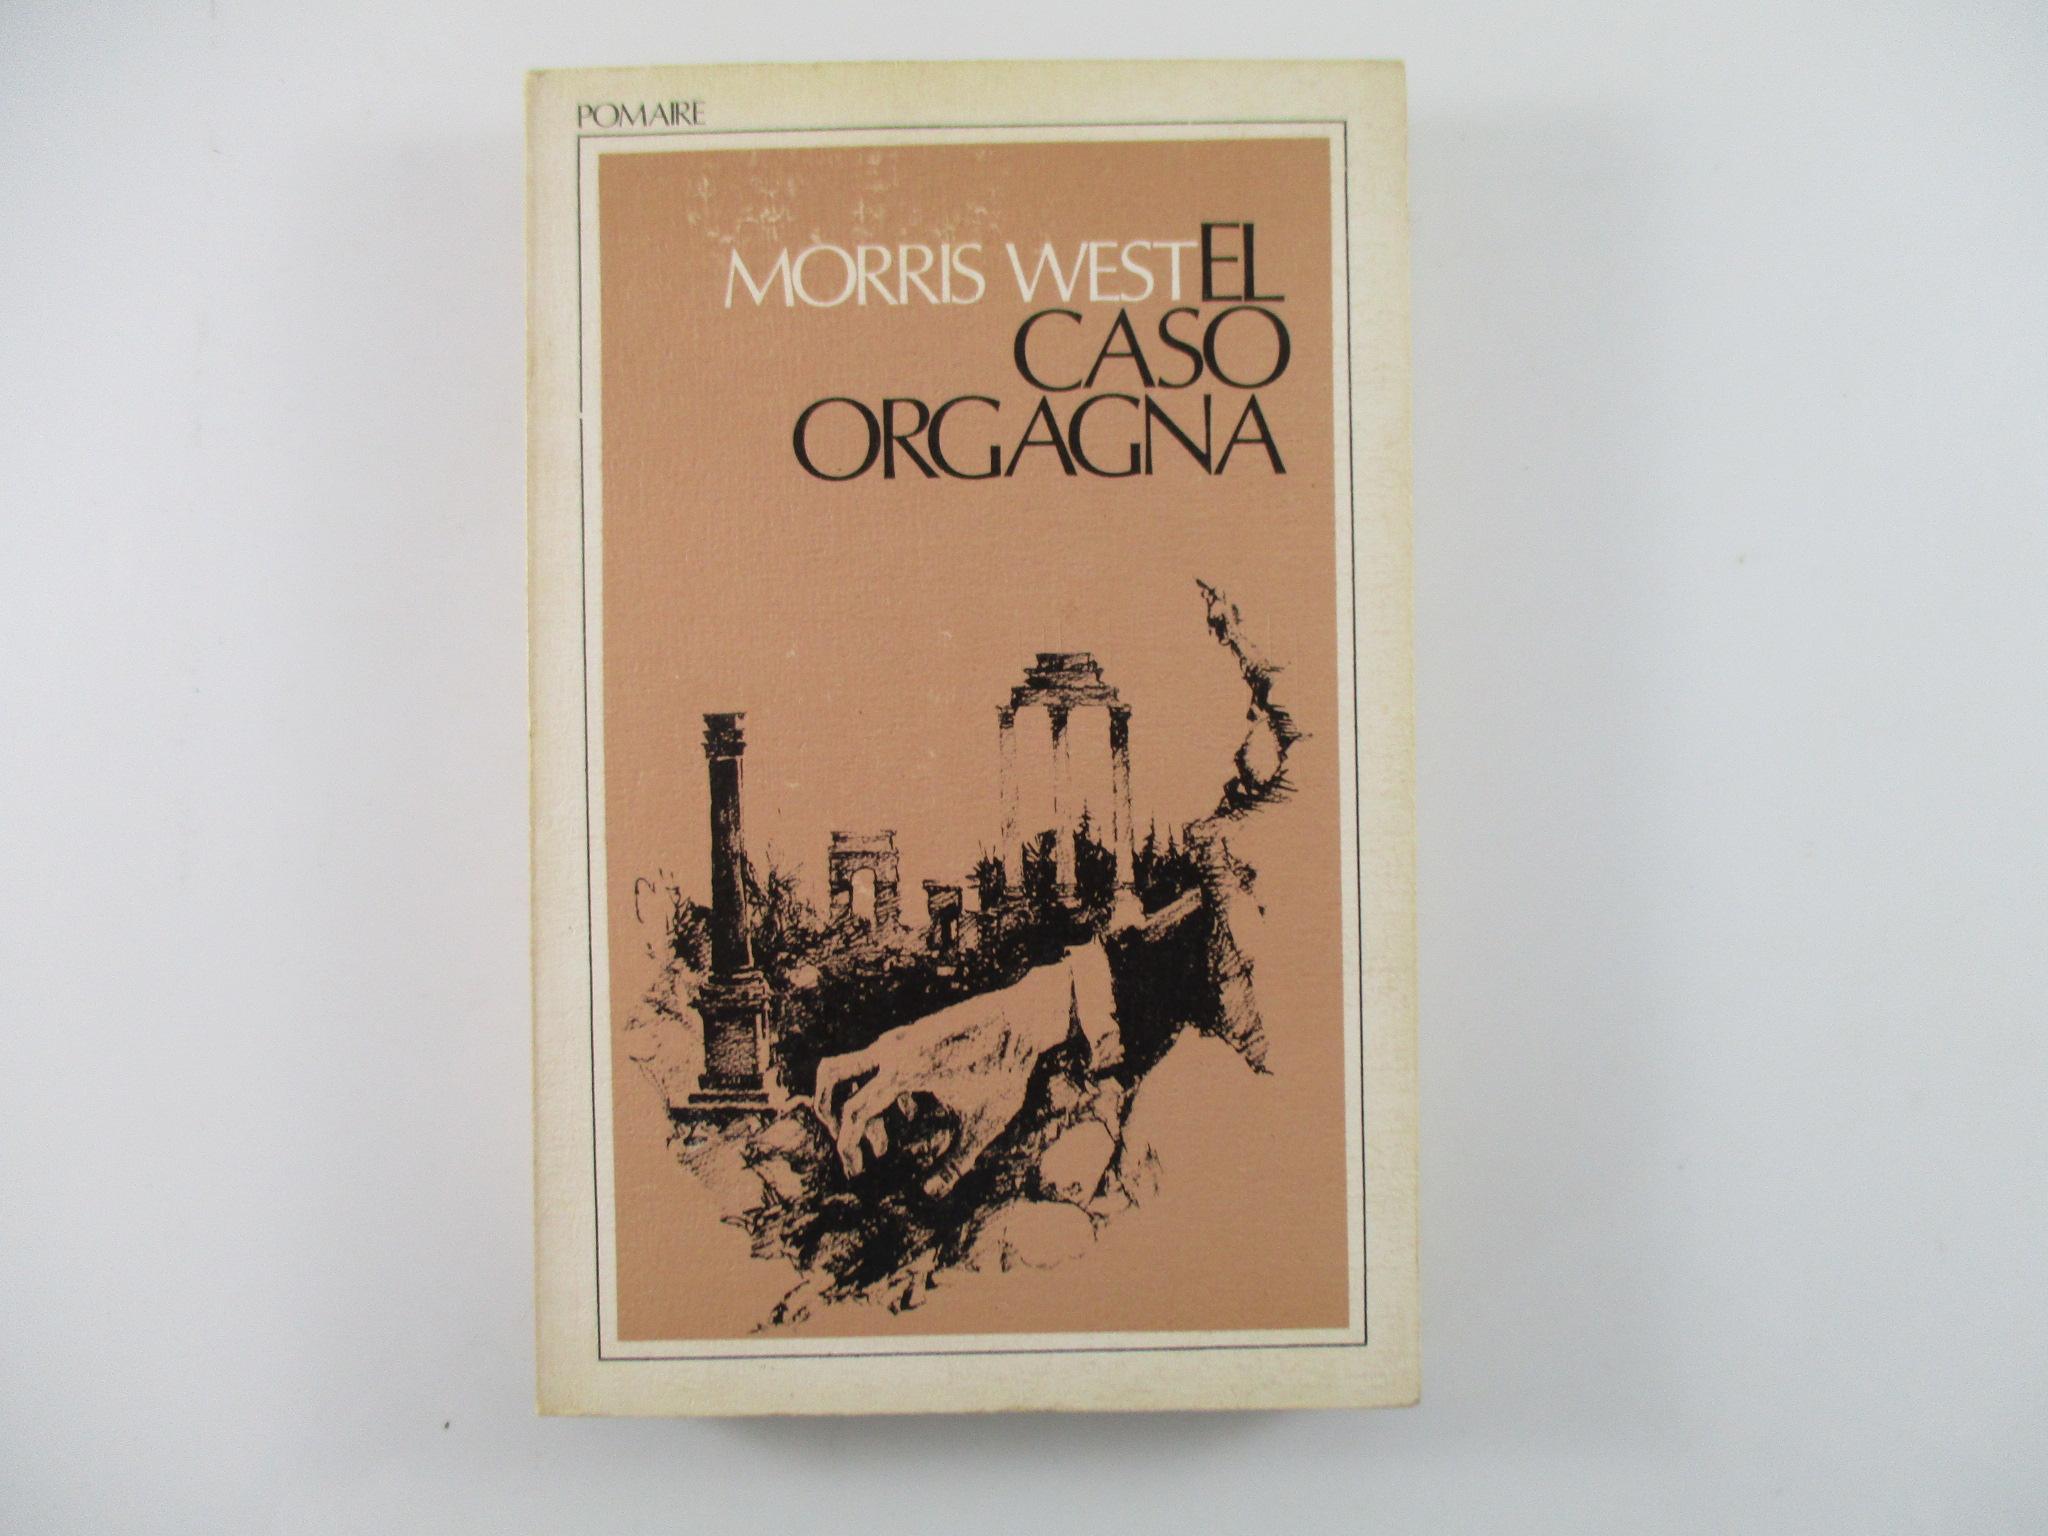 POMAIRE
MORRIS WEST EL
CASO
ORGAGNA